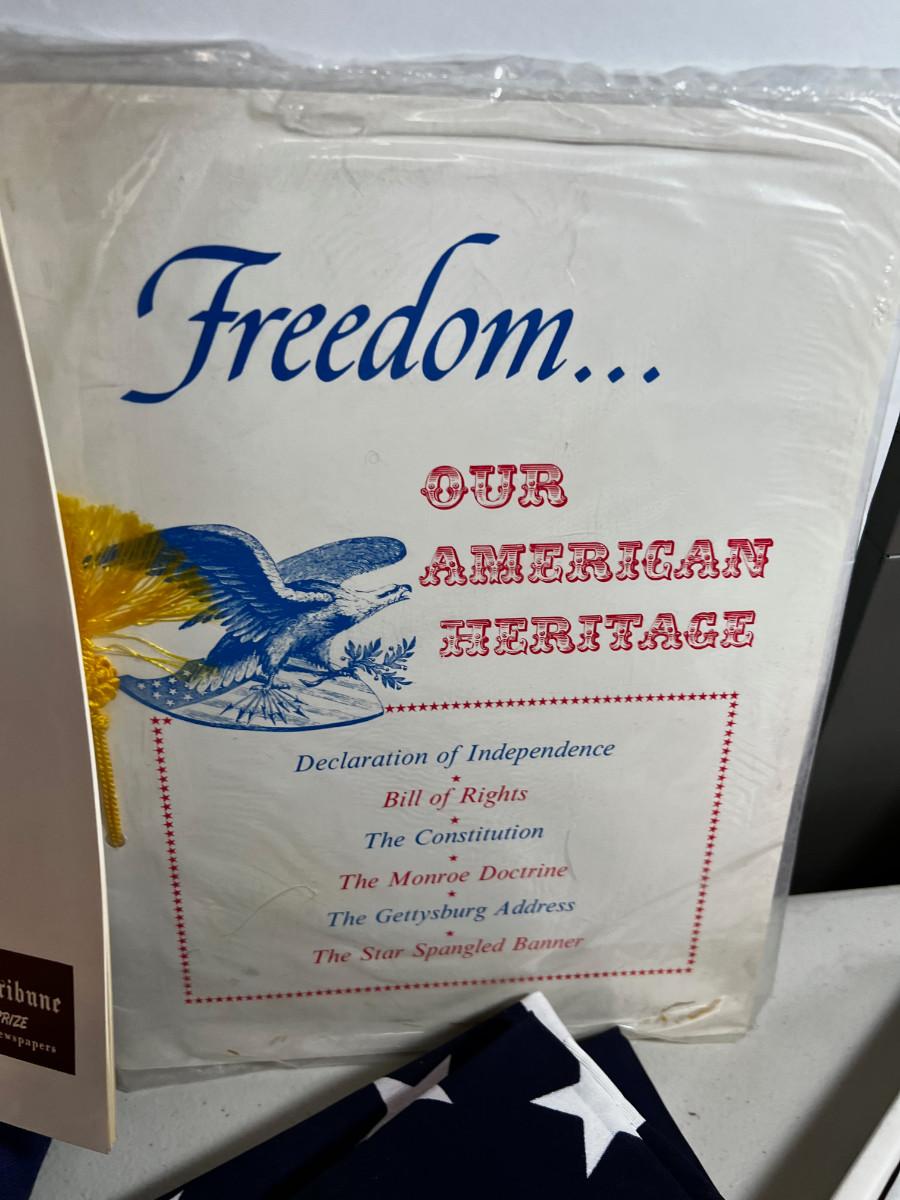 Freedom...
OUR
AMERICAN
HERITAGE
Declaration of Independence
Bill of Rights
The Constitution
The Monroe Doctrine
The Gettysburg Address
The Star Spangled Banner
ribune
PRIZE
ewspapers